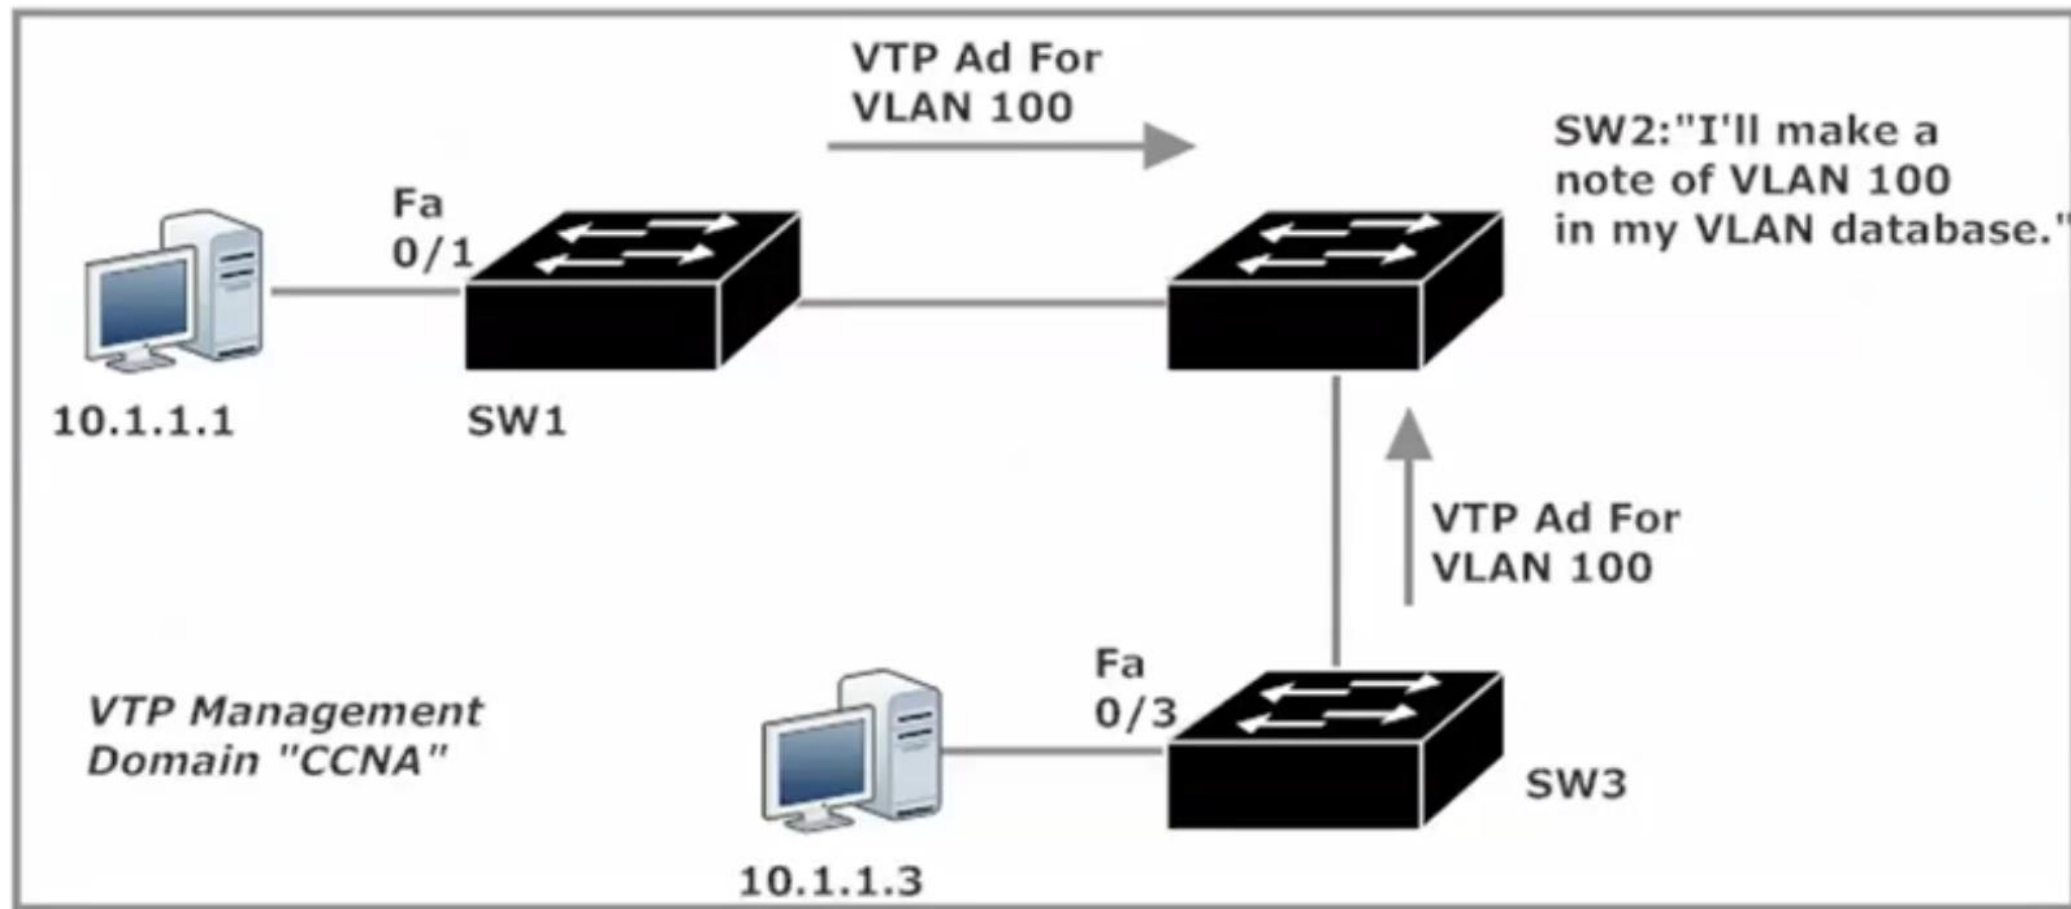 VTP Ad For
VLAN 100
SW2:"I'll make a
note of VLAN 100
in my VLAN database."
Fa
0/1
10.1.1.1
SW1
VTP Ad For
VLAN 100
Fa
0/3
VTP Management
Domain "CCNA"
SW3
10.1.1.3